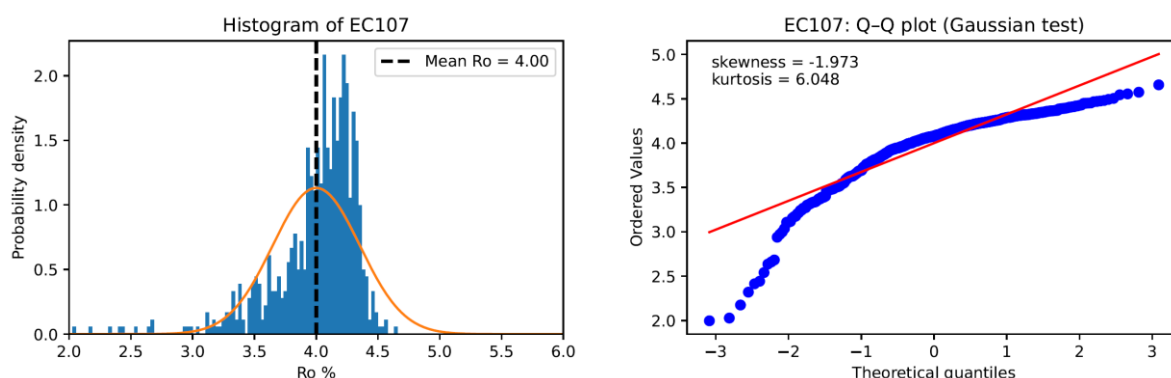 Histogram of EC107
Mean Ro = 4.00
Probability density
2.0
1.5
1.0
0.5
0.0
2.0 2.5 3.0 3.5 4.0 4.5 5.0 5.5 6.0
Ro %
EC107: Q–Q plot (Gaussian test)
skewness = -1.973
kurtosis = 6.048
Ordered Values
5.0
4.5
4.0
3.5
3.0
2.5
2.0
−3 −2 −1 0 1 2 3
Theoretical quantiles